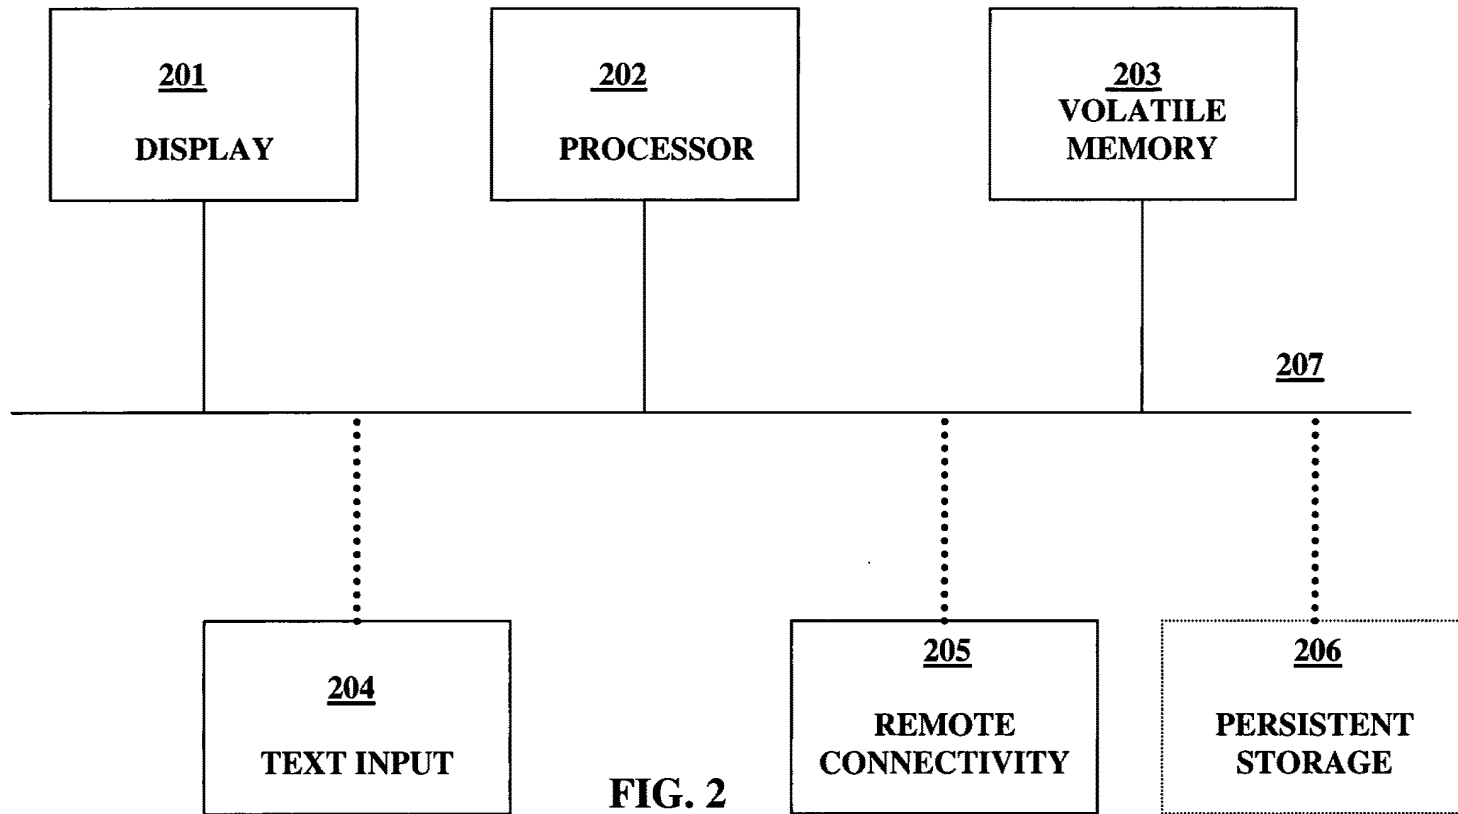 201
DISPLAY
202
PROCESSOR
203
VOLATILE
MEMORY
207
204
TEXT INPUT
205
REMOTE
CONNECTIVITY
206
PERSISTENT
STORAGE
FIG. 2